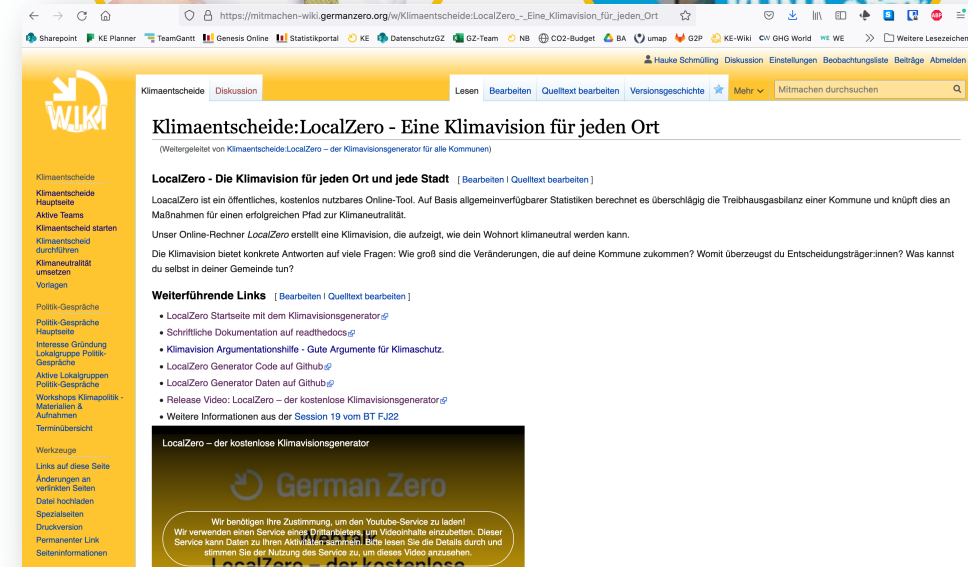 https://mitmachen-wiki.germanzero.org/w/Klimaentscheide:LocalZero_-_Eine_Klimavision_für_jeden_Ort
Sharepoint KE Planner TeamGantt Genesis Online Statistikportal KE DatenschutzGZ GZ-Team NB CO2-Budget BA umap G2P KE-Wiki GHG World WE Weitere Lesezeichen
Hauke Schmülling Diskussion Einstellungen Beobachtungsliste Beiträge Abmelden
WIKI
Klimaentscheide Diskussion Lesen Bearbeiten Quelltext bearbeiten Versionsgeschichte Mehr Mitmachen durchsuchen
Klimaentscheide:LocalZero - Eine Klimavision für jeden Ort
(Weitergeleitet von Klimaentscheide:LocalZero – der Klimavisionsgenerator für alle Kommunen)
LocalZero - Die Klimavision für jeden Ort und jede Stadt [ Bearbeiten | Quelltext bearbeiten ]
LoacalZero ist ein öffentliches, kostenlos nutzbares Online-Tool. Auf Basis allgemeinverfügbarer Statistiken berechnet es überschlägig die Treibhausgasbilanz einer Kommune und knüpft dies an
Maßnahmen für einen erfolgreichen Pfad zur Klimaneutralität.
Unser Online-Rechner LocalZero erstellt eine Klimavision, die aufzeigt, wie dein Wohnort klimaneutral werden kann.
Die Klimavision bietet konkrete Antworten auf viele Fragen: Wie groß sind die Veränderungen, die auf deine Kommune zukommen? Womit überzeugst du Entscheidungsträger:innen? Was kannst
du selbst in deiner Gemeinde tun?
Weiterführende Links [ Bearbeiten | Quelltext bearbeiten ]
• LocalZero Startseite mit dem Klimavisionsgenerator
• Schriftliche Dokumentation auf readthedocs
• Klimavision Argumentationshilfe - Gute Argumente für Klimaschutz.
• LocalZero Generator Code auf Github
• LocalZero Generator Daten auf Github
• Release Video: LocalZero – der kostenlose Klimavisionsgenerator
• Weitere Informationen aus der Session 19 vom BT FJ22
LocalZero – der kostenlose Klimavisionsgenerator
German Zero
Wir benötigen Ihre Zustimmung, um den Youtube-Service zu laden!
Wir verwenden einen Service eines Drittanbieters, um Videoinhalte einzubetten. Dieser
Service kann Daten zu Ihren Aktivitäten sammeln. Bitte lesen Sie die Details durch und
stimmen Sie der Nutzung des Service zu, um dieses Video anzusehen.
LocalZero – der kostenlose
Klimaentscheide
Klimaentscheide
Hauptseite
Aktive Teams
Klimaentscheid starten
Klimaentscheid
durchführen
Klimaneutralität
umsetzen
Vorlagen
Politik-Gespräche
Politik-Gespräche
Hauptseite
Interesse Gründung
Lokalgruppe Politik-
Gespräche
Aktive Lokalgruppen
Politik-Gespräche
Workshops Klimapolitik -
Materialien &
Aufnahmen
Terminübersicht
Werkzeuge
Links auf diese Seite
Änderungen an
verlinkten Seiten
Datei hochladen
Spezialseiten
Druckversion
Permanenter Link
Seiteninformationen